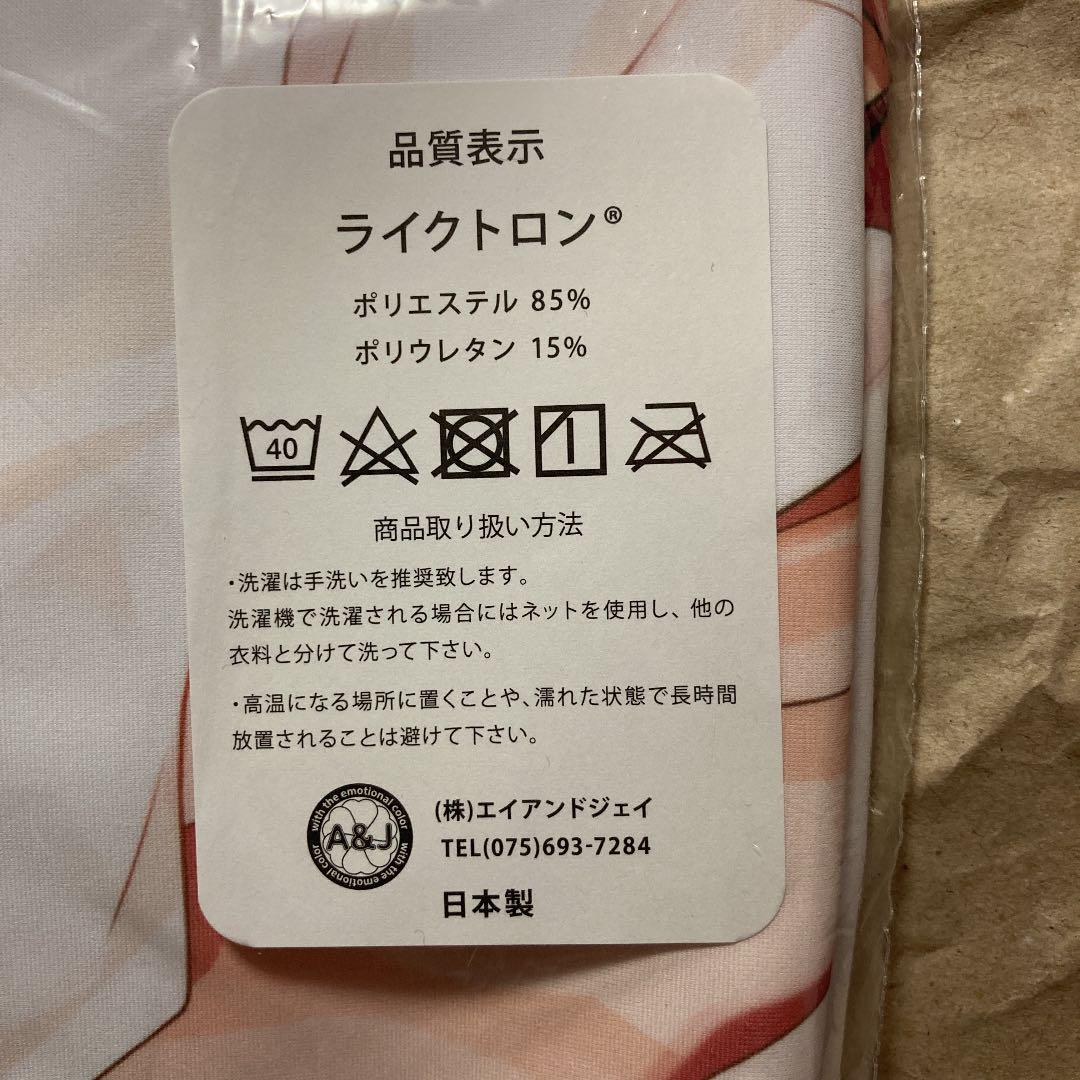 品質表示
ライクトロン®
ポリエステル 85%
ポリウレタン 15%
40
商品取り扱い方法
・洗濯は手洗いを推奨致します。
洗濯機で洗濯される場合にはネットを使用し、他の
衣料と分けて洗って下さい。
・高温になる場所に置くことや、濡れた状態で長時間
放置されることは避けて下さい。
with the emotional color
A&J
with the emotional color
(株)エイアンドジェイ
TEL(075)693-7284
日本製